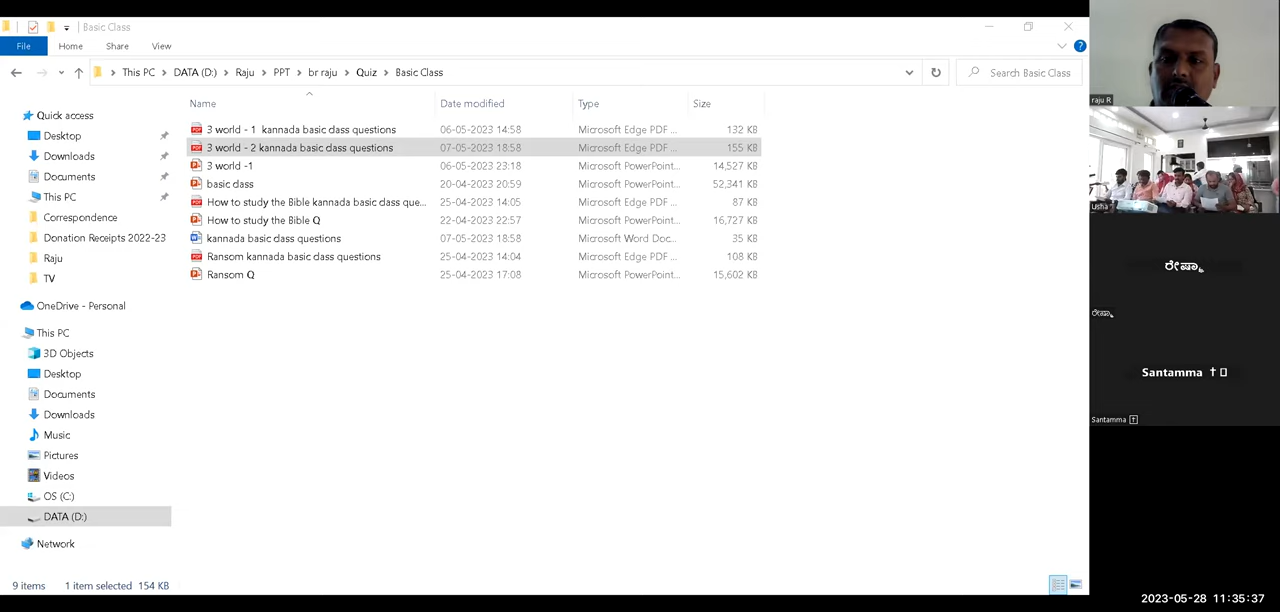 Basic Class
File Home Share View
This PC DATA (D:) Raju PPT br raju Quiz Basic Class
Search Basic Class
Name Date modified Type Size
3 world - 1 kannada basic class questions 06-05-2023 14:58 Microsoft Edge PDF ... 132 KB
3 world - 2 kannada basic class questions 07-05-2023 18:58 Microsoft Edge PDF ... 155 KB
3 world -1 06-05-2023 23:18 Microsoft PowerPoint... 14,527 KB
basic class 20-04-2023 20:59 Microsoft PowerPoint... 52,341 KB
How to study the Bible kannada basic class que... 25-04-2023 14:05 Microsoft Edge PDF ... 87 KB
How to study the Bible Q 22-04-2023 22:57 Microsoft PowerPoint... 16,727 KB
kannada basic class questions 07-05-2023 18:58 Microsoft Word Doc... 35 KB
Ransom kannada basic class questions 25-04-2023 14:04 Microsoft Edge PDF ... 108 KB
Ransom Q 25-04-2023 17:08 Microsoft PowerPoint... 15,602 KB
Quick access
Desktop
Downloads
Documents
This PC
Correspondence
Donation Receipts 2022-23
Raju
TV
OneDrive - Personal
This PC
3D Objects
Desktop
Documents
Downloads
Music
Pictures
Videos
OS (C:)
DATA (D:)
Network
9 items 1 item selected 154 KB
raju R
Usha
ರೇಷ್ಮಾ
ರೇಷ್ಮಾ
Santamma †
Santamma
2023-05-28 11:35:37